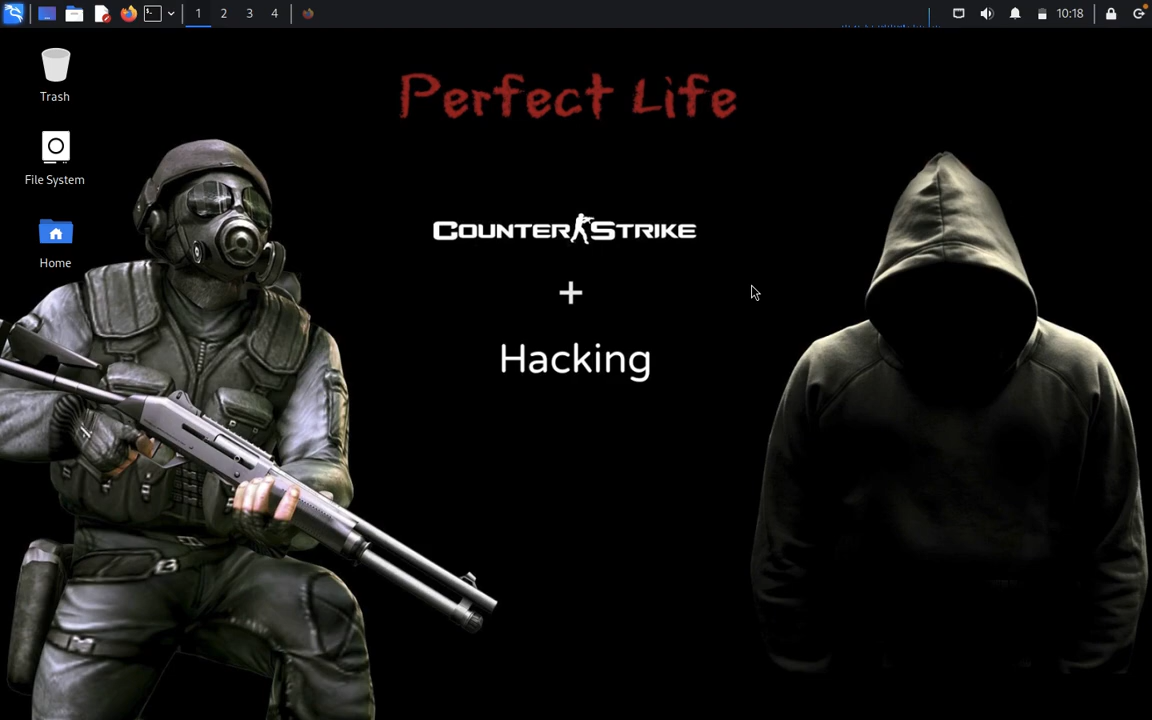 1 2 3 4
10:18
Trash
File System
Home
Perfect Life
COUNTER STRIKE
+
Hacking